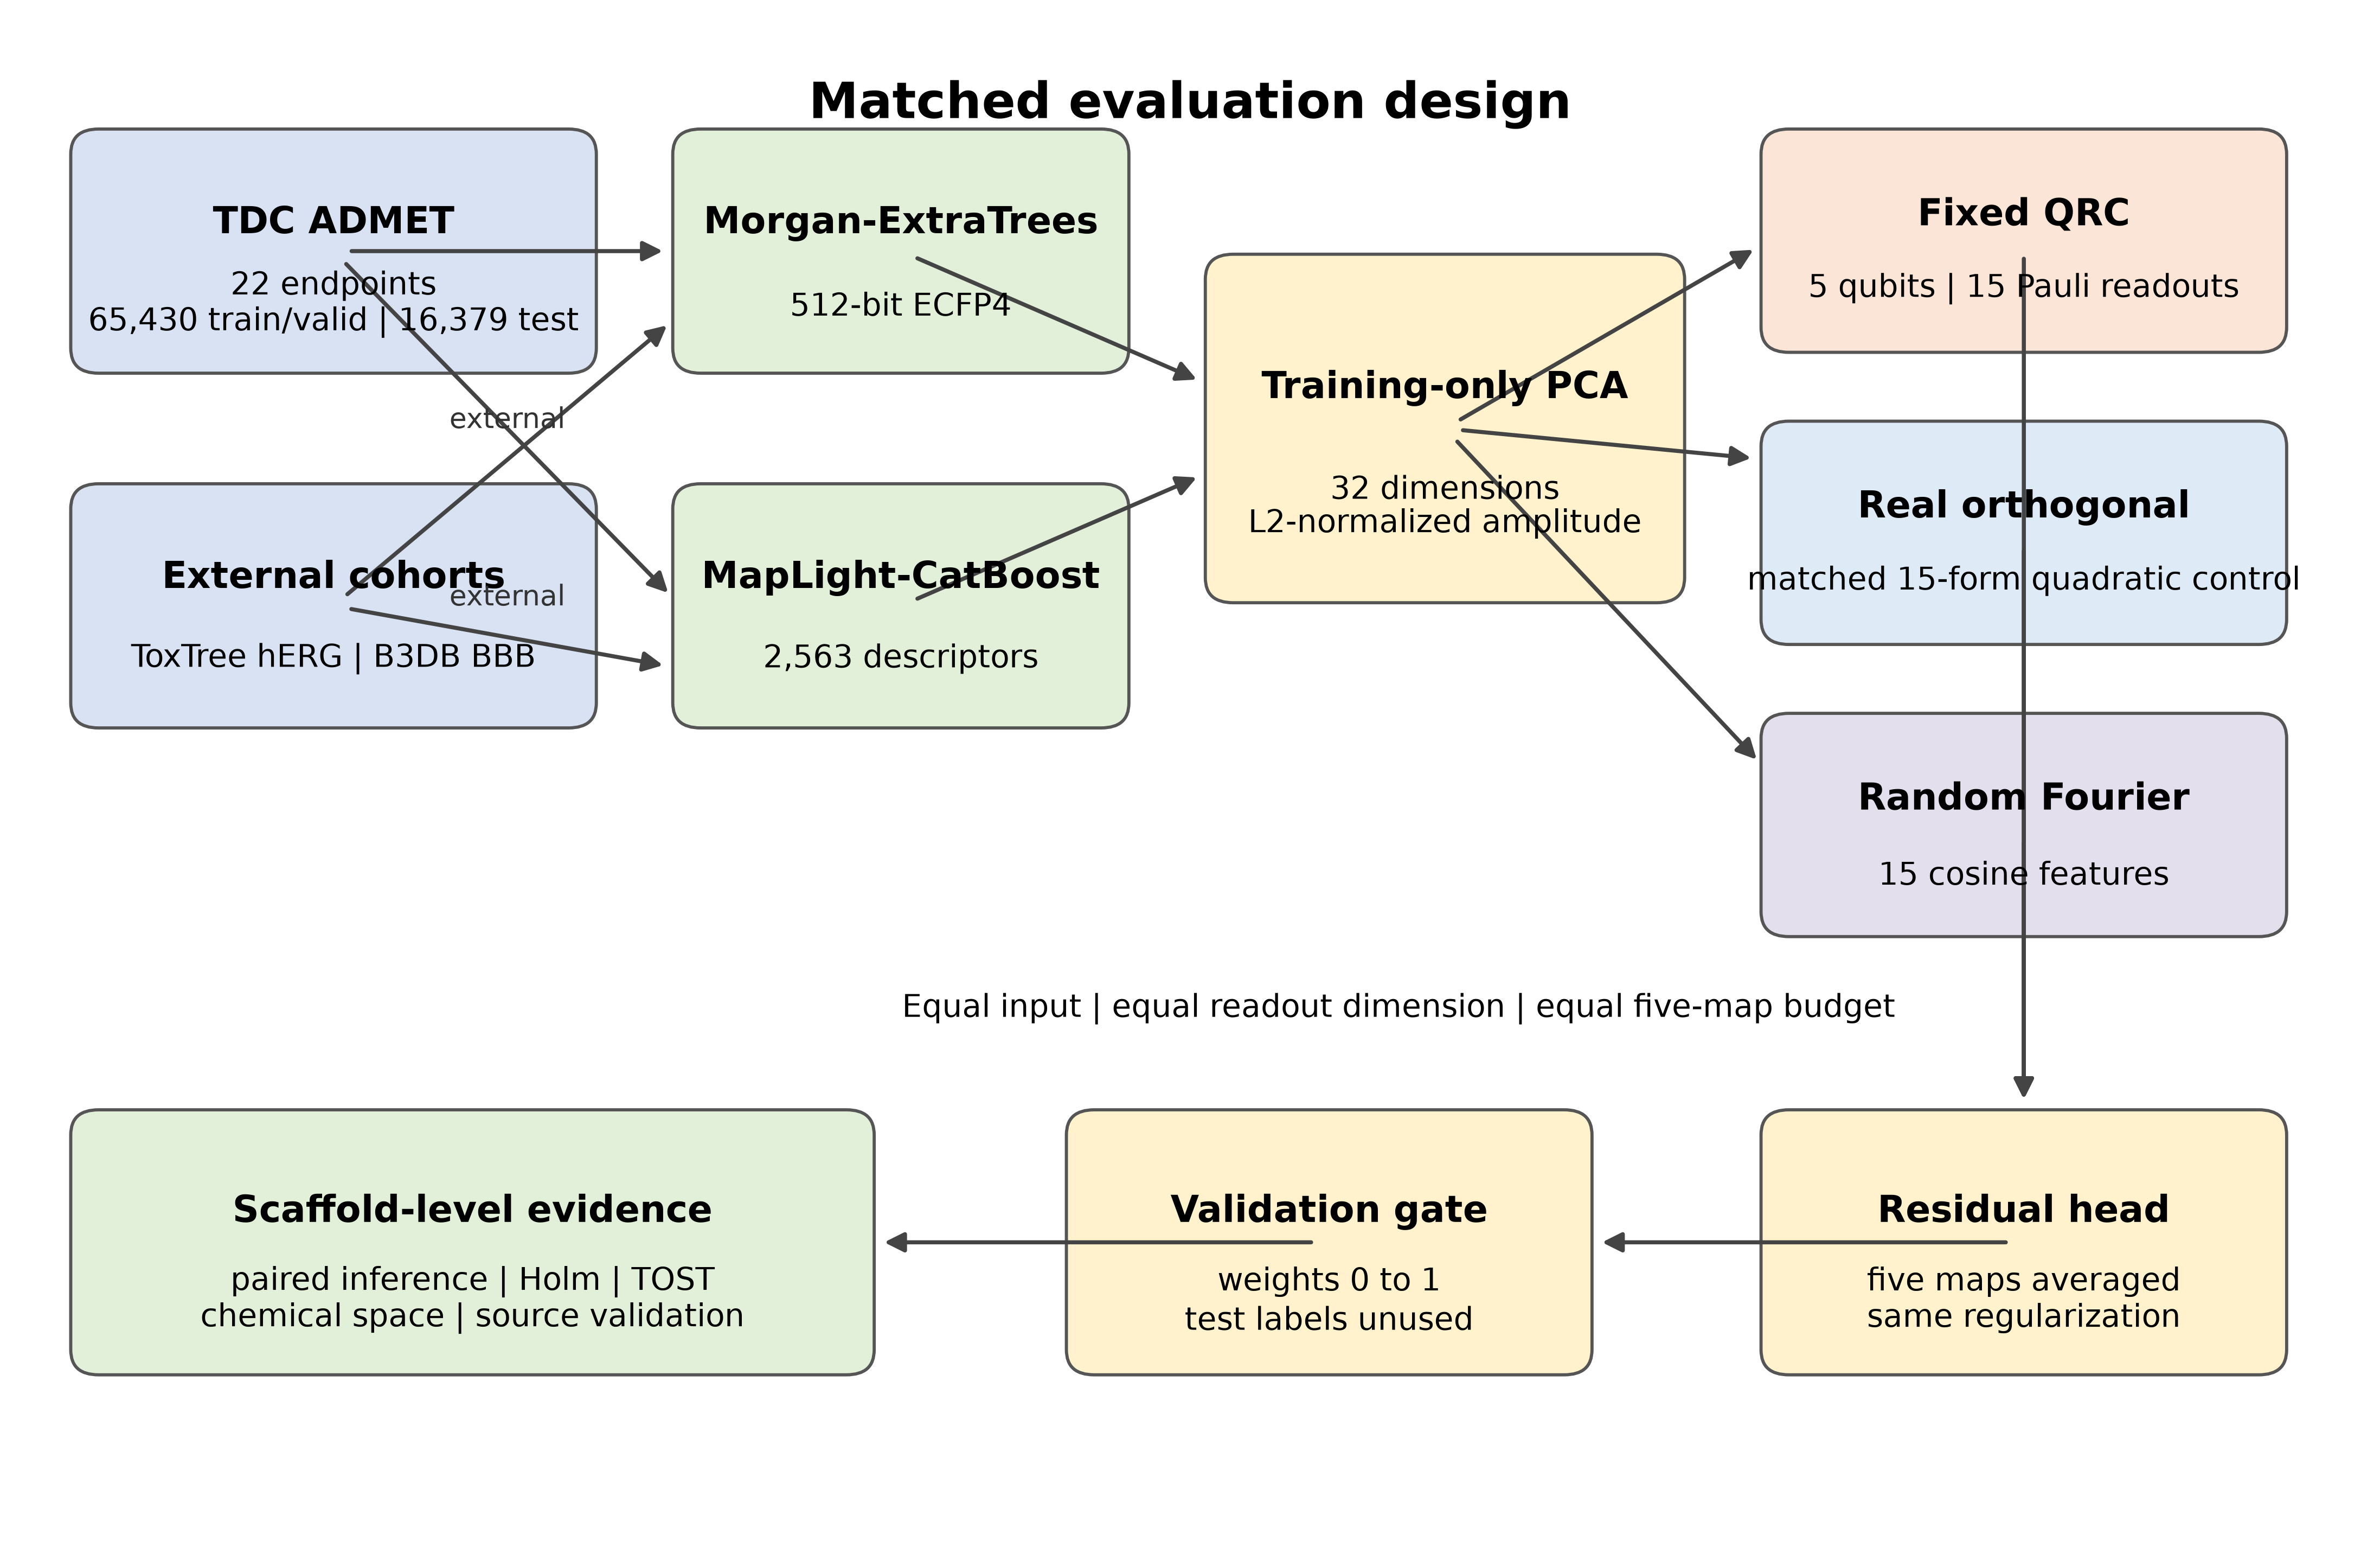 Matched evaluation design
TDC ADMET
22 endpoints
65,430 train/valid | 16,379 test
Morgan-ExtraTrees
512-bit ECFP4
Training-only PCA
32 dimensions
L2-normalized amplitude
Fixed QRC
5 qubits | 15 Pauli readouts
external
External cohorts
external
ToxTree hERG | B3DB BBB
MapLight-CatBoost
2,563 descriptors
Real orthogonal
matched 15-form quadratic control
Random Fourier
15 cosine features
Equal input | equal readout dimension | equal five-map budget
Scaffold-level evidence
paired inference | Holm | TOST
chemical space | source validation
Validation gate
weights 0 to 1
test labels unused
Residual head
five maps averaged
same regularization